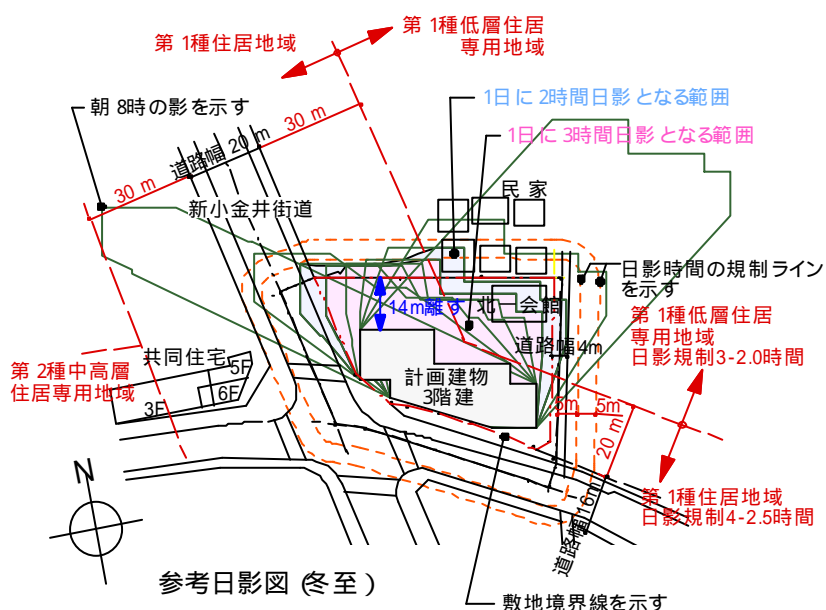 第1種住居地域
第1種低層住居
専用地域
朝8時の影を示す
1日に2時間日影となる範囲
1日に3時間日影となる範囲
30 m
道路幅 20 m
30 m
新小金井街道
民家
日影時間の規制ライン
を示す
14m離す
北一会館
第1種低層住居
専用地域
日影規制3-2.0時間
道路幅4m
共同住宅
5F
6F
3F
第2種中高層
住居専用地域
計画建物
3階建
5m
5m
20 m
第1種住居地域
日影規制4-2.5時間
道路幅16m
N
参考日影図(冬至)
敷地境界線を示す